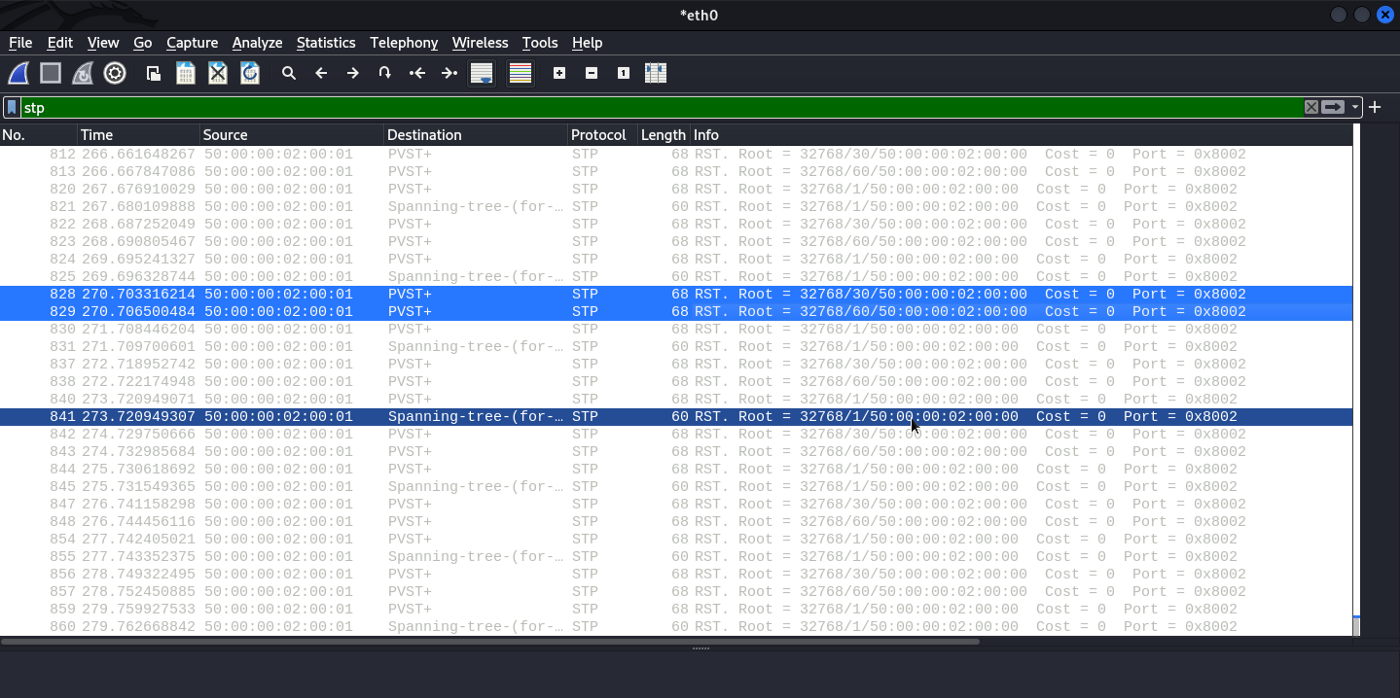 *eth0
File Edit View Go Capture Analyze Statistics Telephony Wireless Tools Help
stp
No. Time Source Destination Protocol Length Info
812 266.661648267 50:00:00:02:00:01 PVST+ STP 68 RST. Root = 32768/30/50:00:00:02:00:00 Cost = 0 Port = 0x8002
813 266.667847086 50:00:00:02:00:01 PVST+ STP 68 RST. Root = 32768/60/50:00:00:02:00:00 Cost = 0 Port = 0x8002
820 267.676910029 50:00:00:02:00:01 PVST+ STP 68 RST. Root = 32768/1/50:00:00:02:00:00 Cost = 0 Port = 0x8002
821 267.680109888 50:00:00:02:00:01 Spanning-tree-(for-… STP 60 RST. Root = 32768/1/50:00:00:02:00:00 Cost = 0 Port = 0x8002
822 268.687252049 50:00:00:02:00:01 PVST+ STP 68 RST. Root = 32768/30/50:00:00:02:00:00 Cost = 0 Port = 0x8002
823 268.690805467 50:00:00:02:00:01 PVST+ STP 68 RST. Root = 32768/60/50:00:00:02:00:00 Cost = 0 Port = 0x8002
824 269.695241327 50:00:00:02:00:01 PVST+ STP 68 RST. Root = 32768/1/50:00:00:02:00:00 Cost = 0 Port = 0x8002
825 269.696328744 50:00:00:02:00:01 Spanning-tree-(for-… STP 60 RST. Root = 32768/1/50:00:00:02:00:00 Cost = 0 Port = 0x8002
828 270.703316214 50:00:00:02:00:01 PVST+ STP 68 RST. Root = 32768/30/50:00:00:02:00:00 Cost = 0 Port = 0x8002
829 270.706500484 50:00:00:02:00:01 PVST+ STP 68 RST. Root = 32768/60/50:00:00:02:00:00 Cost = 0 Port = 0x8002
830 271.708446204 50:00:00:02:00:01 PVST+ STP 68 RST. Root = 32768/1/50:00:00:02:00:00 Cost = 0 Port = 0x8002
831 271.709700601 50:00:00:02:00:01 Spanning-tree-(for-… STP 60 RST. Root = 32768/1/50:00:00:02:00:00 Cost = 0 Port = 0x8002
837 272.718952742 50:00:00:02:00:01 PVST+ STP 68 RST. Root = 32768/30/50:00:00:02:00:00 Cost = 0 Port = 0x8002
838 272.722174948 50:00:00:02:00:01 PVST+ STP 68 RST. Root = 32768/60/50:00:00:02:00:00 Cost = 0 Port = 0x8002
840 273.720949071 50:00:00:02:00:01 PVST+ STP 68 RST. Root = 32768/1/50:00:00:02:00:00 Cost = 0 Port = 0x8002
841 273.720949307 50:00:00:02:00:01 Spanning-tree-(for-… STP 60 RST. Root = 32768/1/50:00:00:02:00:00 Cost = 0 Port = 0x8002
842 274.729750666 50:00:00:02:00:01 PVST+ STP 68 RST. Root = 32768/30/50:00:00:02:00:00 Cost = 0 Port = 0x8002
843 274.732985684 50:00:00:02:00:01 PVST+ STP 68 RST. Root = 32768/60/50:00:00:02:00:00 Cost = 0 Port = 0x8002
844 275.730618692 50:00:00:02:00:01 PVST+ STP 68 RST. Root = 32768/1/50:00:00:02:00:00 Cost = 0 Port = 0x8002
845 275.731549365 50:00:00:02:00:01 Spanning-tree-(for-… STP 60 RST. Root = 32768/1/50:00:00:02:00:00 Cost = 0 Port = 0x8002
847 276.741158298 50:00:00:02:00:01 PVST+ STP 68 RST. Root = 32768/30/50:00:00:02:00:00 Cost = 0 Port = 0x8002
848 276.744456116 50:00:00:02:00:01 PVST+ STP 68 RST. Root = 32768/60/50:00:00:02:00:00 Cost = 0 Port = 0x8002
854 277.742405021 50:00:00:02:00:01 PVST+ STP 68 RST. Root = 32768/1/50:00:00:02:00:00 Cost = 0 Port = 0x8002
855 277.743352375 50:00:00:02:00:01 Spanning-tree-(for-… STP 60 RST. Root = 32768/1/50:00:00:02:00:00 Cost = 0 Port = 0x8002
856 278.749322495 50:00:00:02:00:01 PVST+ STP 68 RST. Root = 32768/30/50:00:00:02:00:00 Cost = 0 Port = 0x8002
857 278.752450885 50:00:00:02:00:01 PVST+ STP 68 RST. Root = 32768/60/50:00:00:02:00:00 Cost = 0 Port = 0x8002
859 279.759927533 50:00:00:02:00:01 PVST+ STP 68 RST. Root = 32768/1/50:00:00:02:00:00 Cost = 0 Port = 0x8002
860 279.762668842 50:00:00:02:00:01 Spanning-tree-(for-… STP 60 RST. Root = 32768/1/50:00:00:02:00:00 Cost = 0 Port = 0x8002